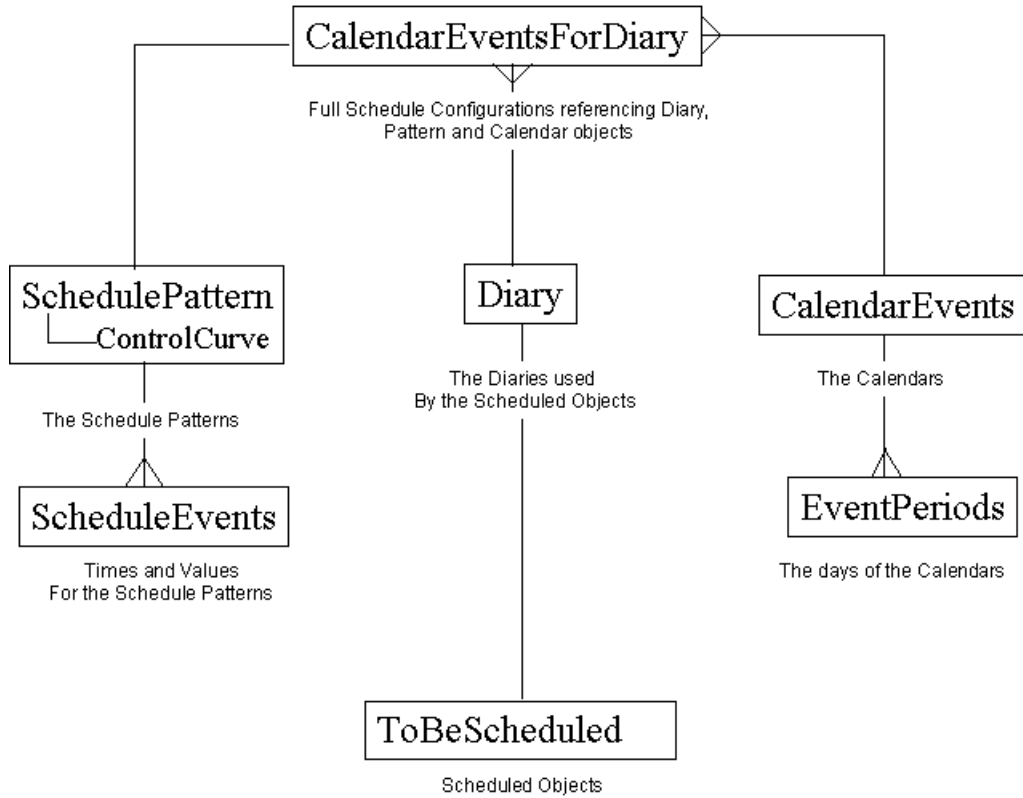 CalendarEventsForDiary
Full Schedule Configurations referencing Diary,
Pattern and Calendar objects
SchedulePattern
ControlCurve
Diary
CalendarEvents
The Schedule Patterns
The Diaries used
By the Scheduled Objects
The Calendars
ScheduleEvents
EventPeriods
Times and Values
For the Schedule Patterns
The days of the Calendars
ToBeScheduled
Scheduled Objects